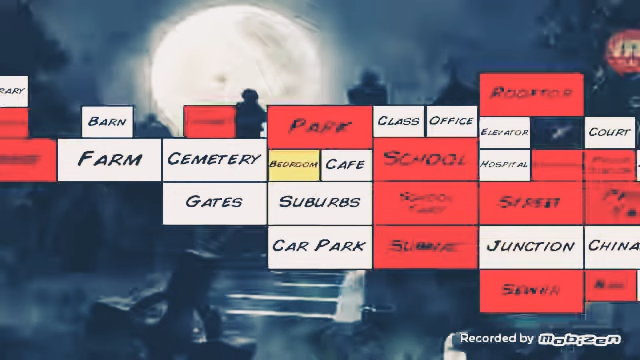 ROOFTOP
RARY
BARN
PARK
CLASS
OFFICE
ELEVATOR
COURT
FARM
CEMETERY
BEDROOM
CAFE
SCHOOL
HOSPITAL
GATES
SUBURBS
STREET
CAR PARK
JUNCTION
CHINA
SEWER
Recorded by mobizen